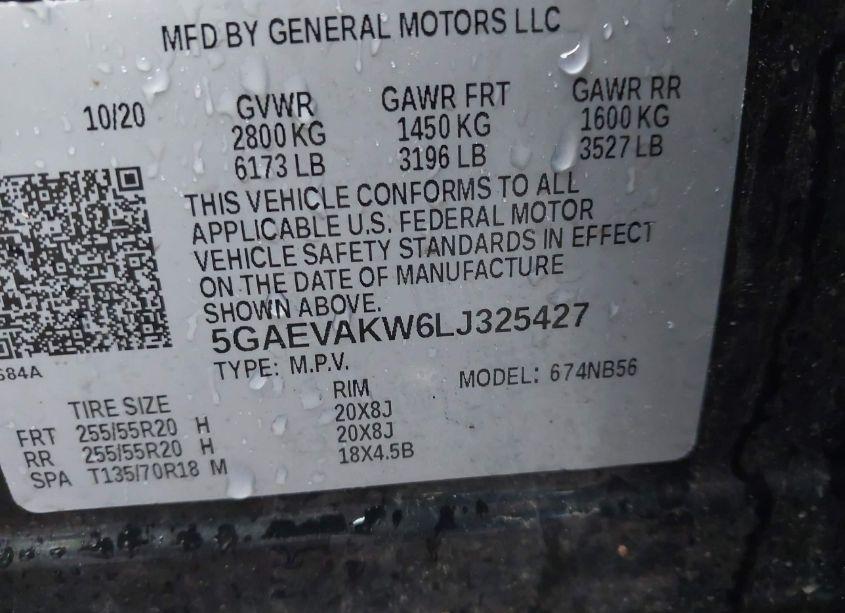 MFD BY GENERAL MOTORS LLC
10/20 GVWR GAWR FRT GAWR RR
2800 KG 1450 KG 1600 KG
6173 LB 3196 LB 3527 LB
THIS VEHICLE CONFORMS TO ALL
APPLICABLE U.S. FEDERAL MOTOR
VEHICLE SAFETY STANDARDS IN EFFECT
ON THE DATE OF MANUFACTURE
SHOWN ABOVE.
5GAEVAKW6LJ325427
684A TYPE: M.P.V. MODEL: 674NB56
TIRE SIZE RIM
FRT 255/55R20 H 20X8J
RR 255/55R20 H 20X8J
SPA T135/70R18 M 18X4.5B